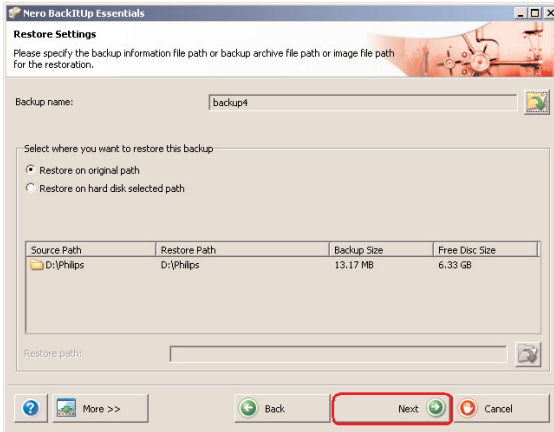 Nero BackItUp Essentials
Restore Settings
Please specify the backup information file path or backup archive file path or image file path
for the restoration.
Backup name: backup4
Select where you want to restore this backup
Restore on original path
Restore on hard disk selected path
Source Path Restore Path Backup Size Free Disc Size
D:\Philips D:\Philips 13.17 MB 6.33 GB
Restore path:
? More >> Back Next Cancel